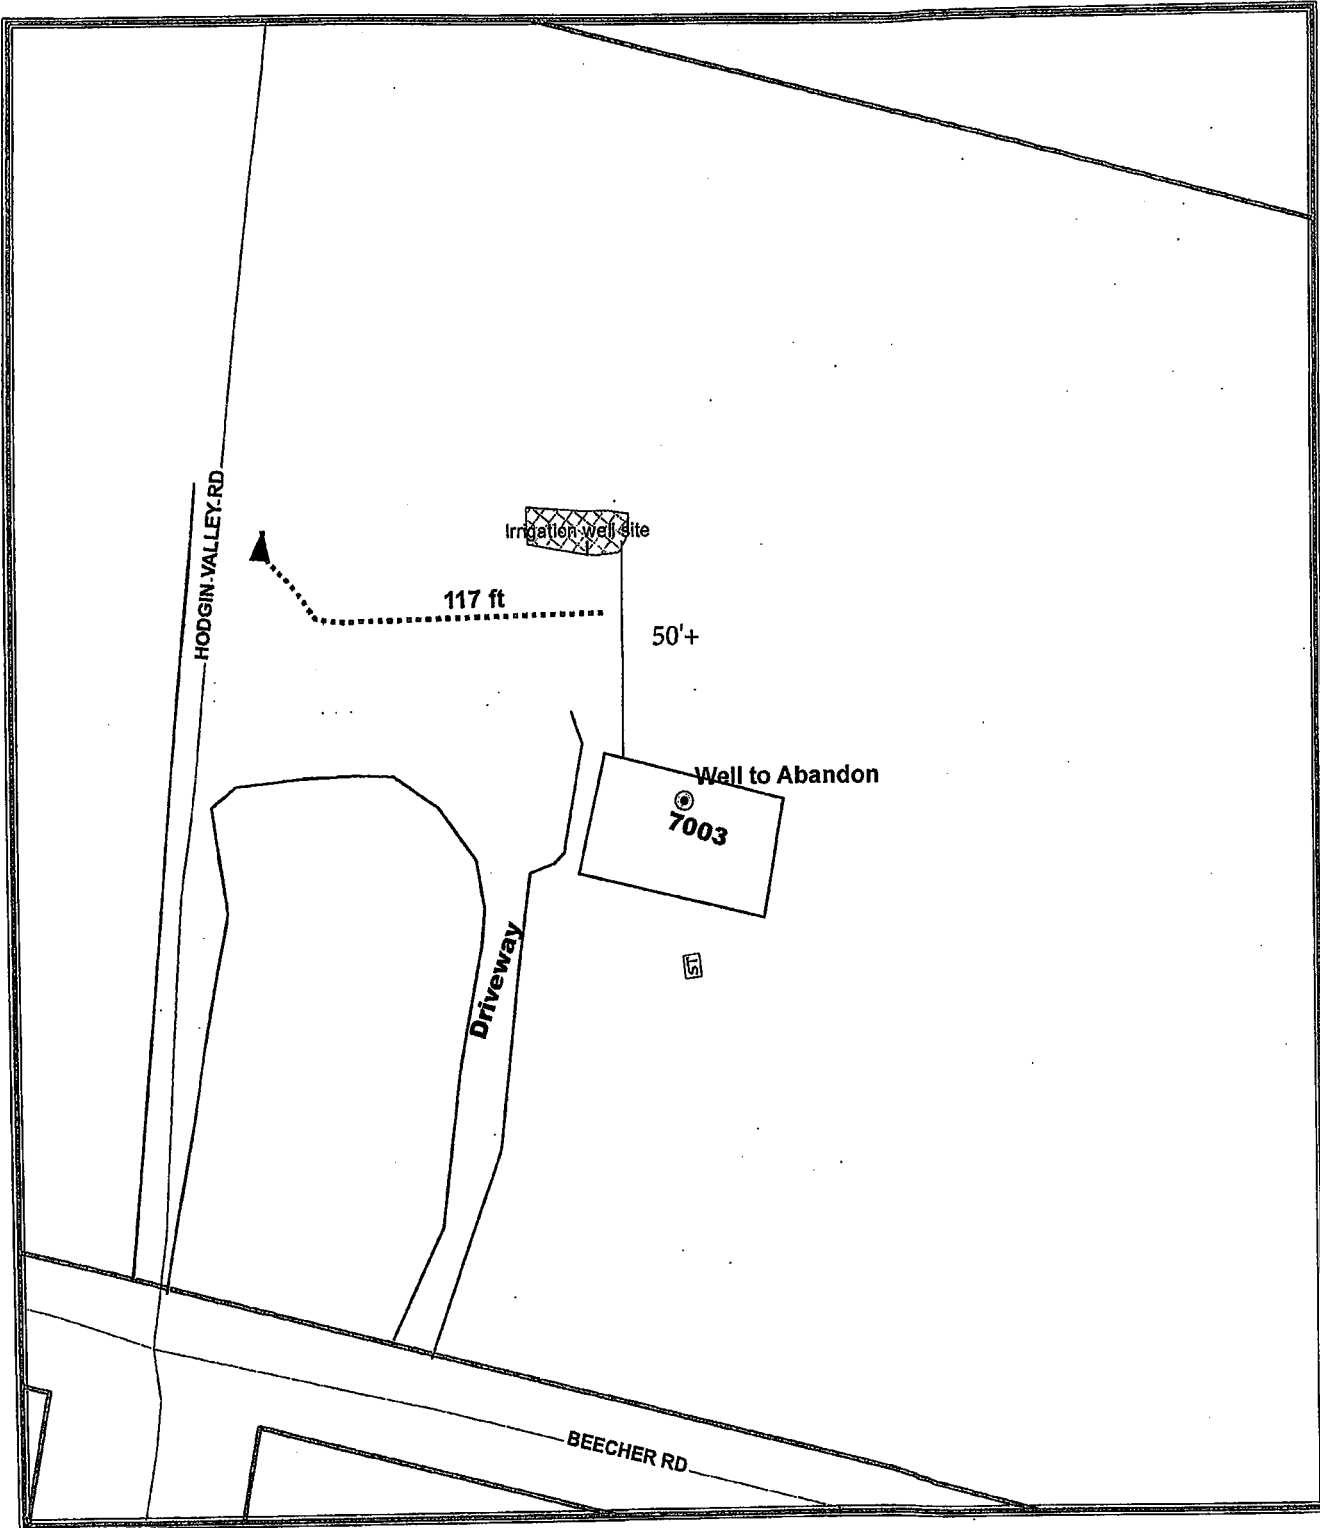 HODGIN VALLEY RD
Irrigation well site
117 ft
50'+
Well to Abandon
7003
Driveway
ST
BEECHER RD